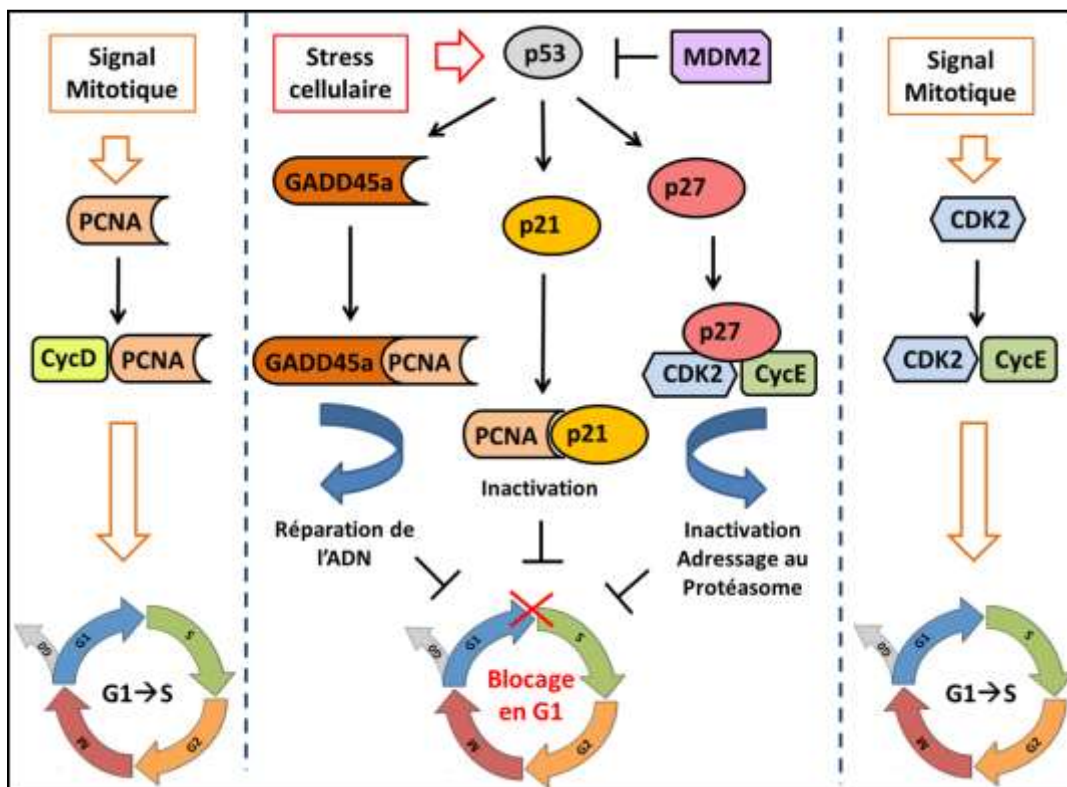 Signal
Mitotique
PCNA
CycD
PCNA
G1
S
G2
M
G0
G1→S
Stress
cellulaire
p53
MDM2
GADD45a
p21
p27
GADD45a
PCNA
p27
CDK2
CycE
PCNA
p21
Inactivation
Réparation de
l'ADN
Inactivation
Adressage au
Protéasome
G1
S
G2
M
G0
Blocage
en G1
Signal
Mitotique
CDK2
CDK2
CycE
G1
S
G2
M
G0
G1→S